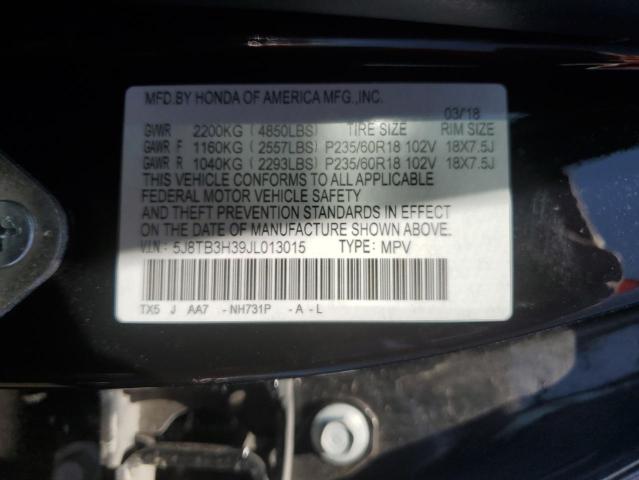 MFD.BY HONDA OF AMERICA MFG.,INC.
03/18
GVWR 2200KG (4850LBS) TIRE SIZE RIM SIZE
GAWR F 1160KG (2557LBS) P235/60R18 102V 18X7.5J
GAWR R 1040KG (2293LBS) P235/60R18 102V 18X7.5J
THIS VEHICLE CONFORMS TO ALL APPLICABLE
FEDERAL MOTOR VEHICLE SAFETY
AND THEFT PREVENTION STANDARDS IN EFFECT
ON THE DATE OF MANUFACTURE SHOWN ABOVE.
V.I.N: 5J8TB3H39JL013015 TYPE: MPV
TX5 J AA7 -NH731P -A-L